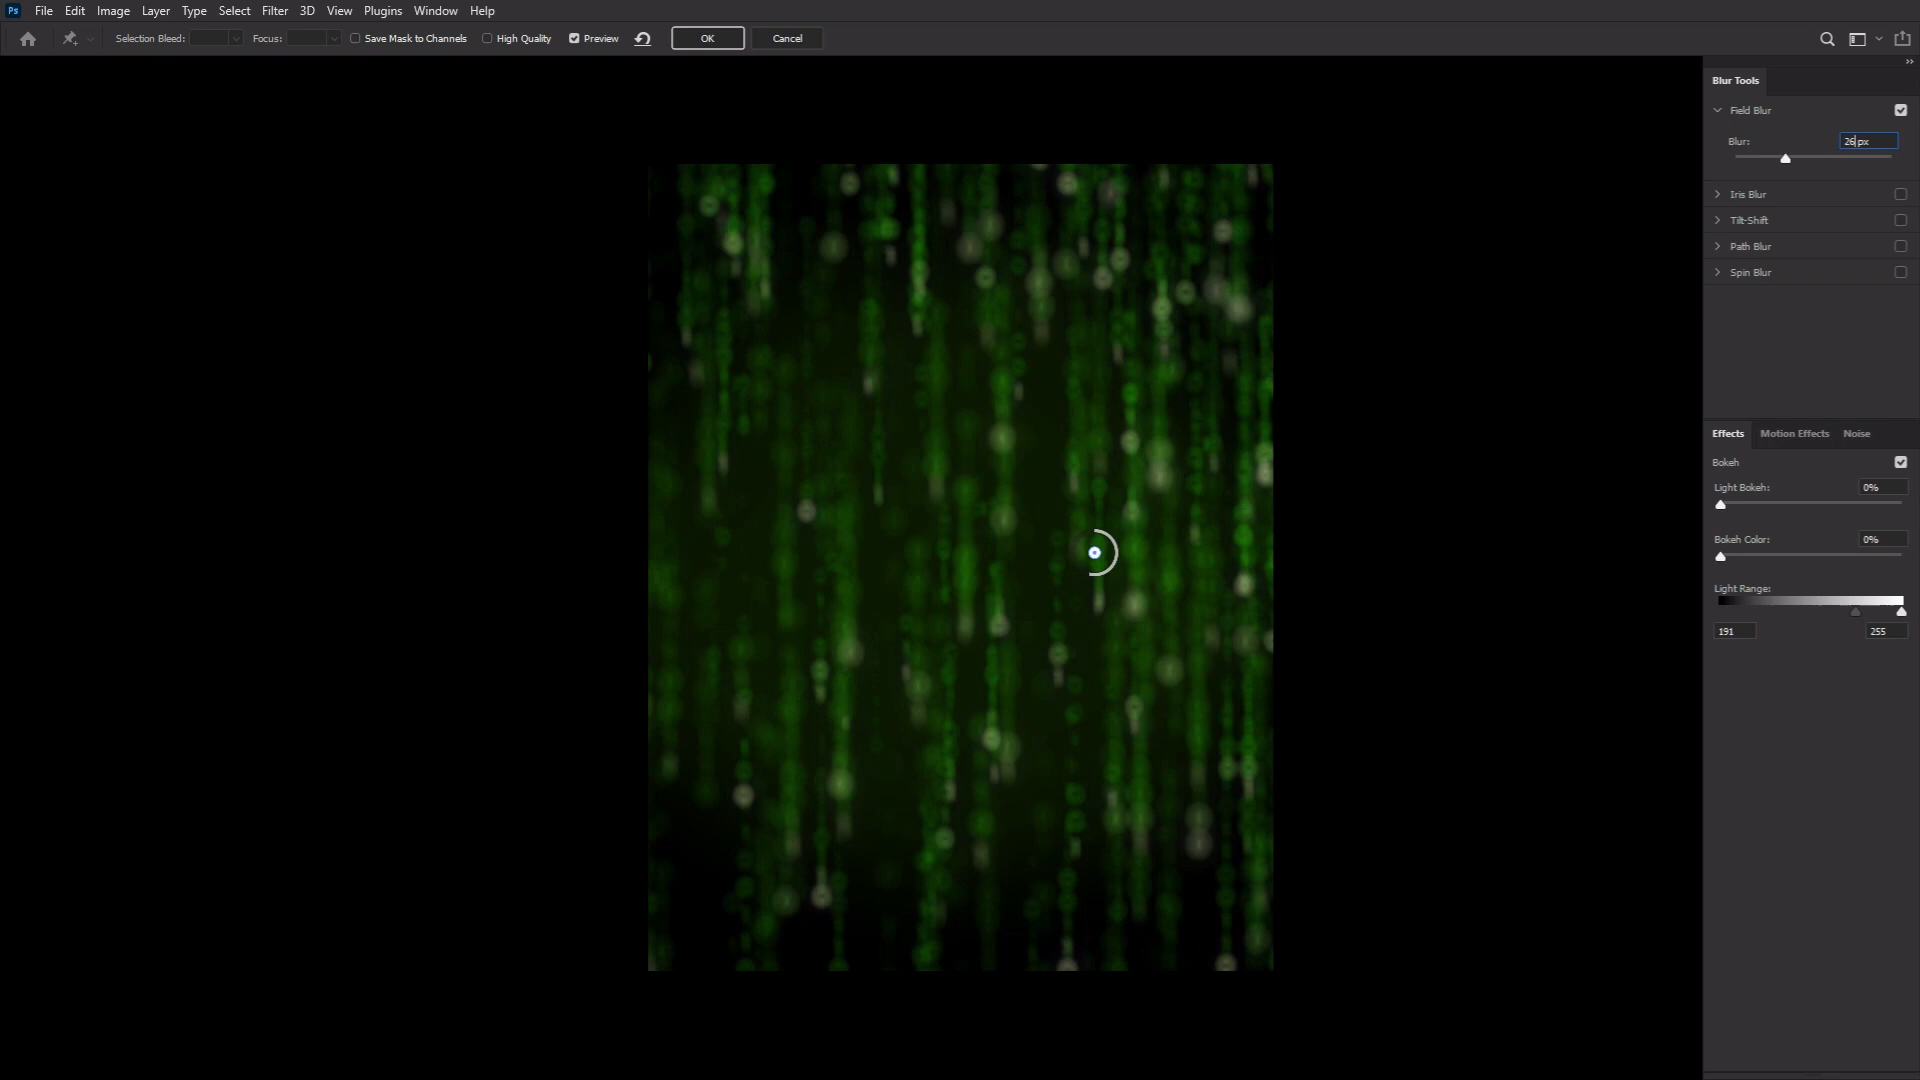 Ps File Edit Image Layer Type Select Filter 3D View Plugins Window Help
Selection Bleed: Focus: Save Mask to Channels High Quality Preview OK Cancel
Blur Tools
Field Blur
Blur: 26 px
Iris Blur
Tilt-Shift
Path Blur
Spin Blur
Effects Motion Effects Noise
Bokeh
Light Bokeh: 0%
Bokeh Color: 0%
Light Range:
191 255